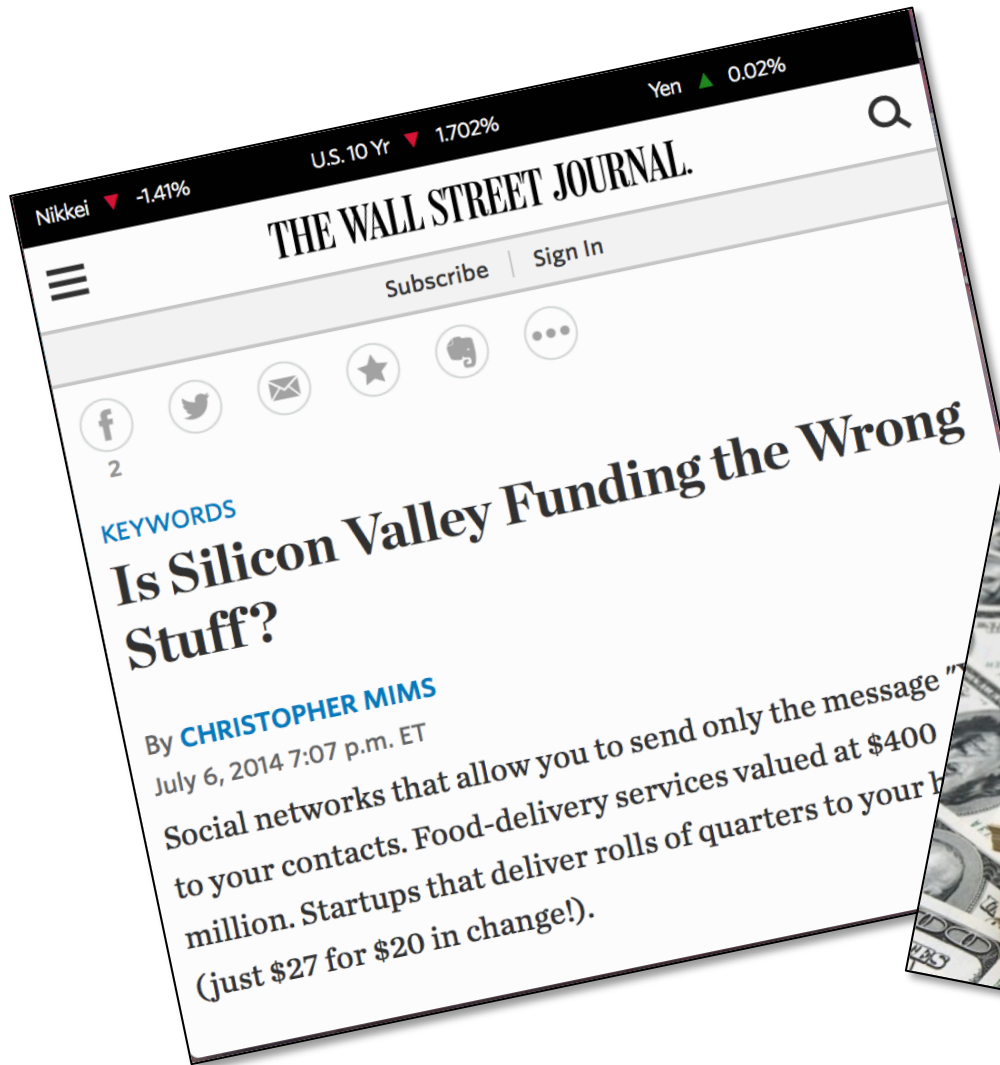 Nikkei ▼ -1.41% U.S. 10 Yr ▼ 1.702% Yen ▲ 0.02%
THE WALL STREET JOURNAL.
Subscribe | Sign In
2
KEYWORDS
Is Silicon Valley Funding the Wrong
Stuff?
By CHRISTOPHER MIMS
July 6, 2014 7:07 p.m. ET
Social networks that allow you to send only the message
to your contacts. Food-delivery services valued at $400
million. Startups that deliver rolls of quarters to your
(just $27 for $20 in change!).